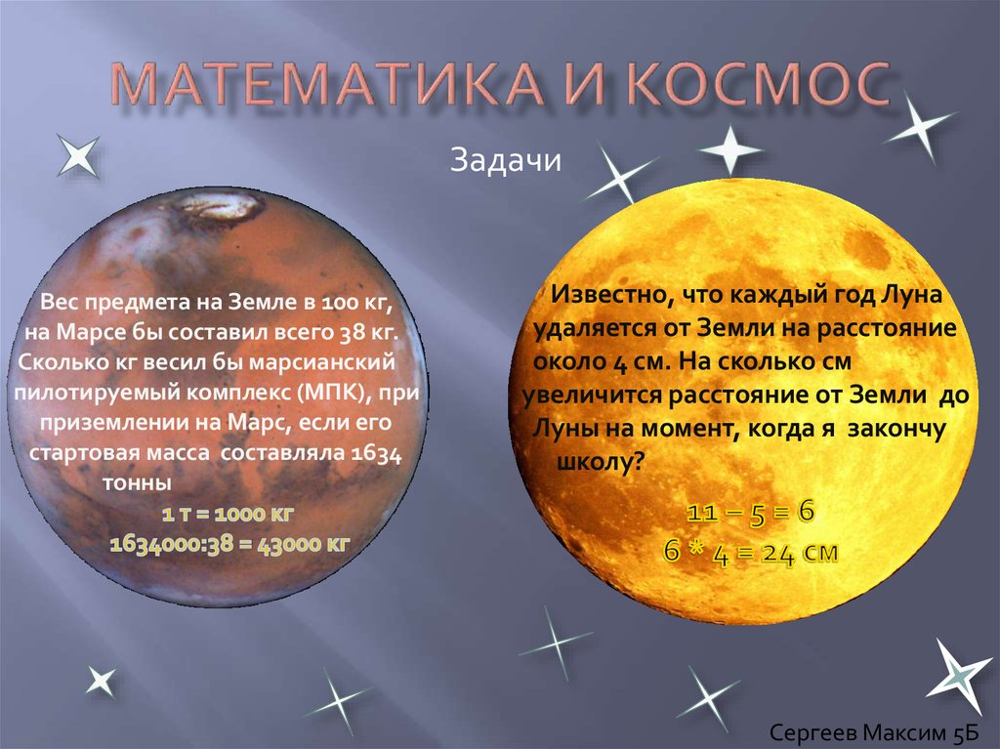 МАТЕМАТИКА И КОСМОС
Задачи
Вес предмета на Земле в 100 кг,
на Марсе бы составил всего 38 кг.
Сколько кг весил бы марсианский
пилотируемый комплекс (МПК), при
приземлении на Марс, если его
стартовая масса составляла 1634
тонны
1 т = 1000 кг
1634000:38 = 43000 кг
Известно, что каждый год Луна
удаляется от Земли на расстояние
около 4 см. На сколько см
увеличится расстояние от Земли до
Луны на момент, когда я закончу
школу?
11 – 5 = 6
6 * 4 = 24 см
Сергеев Максим 5Б